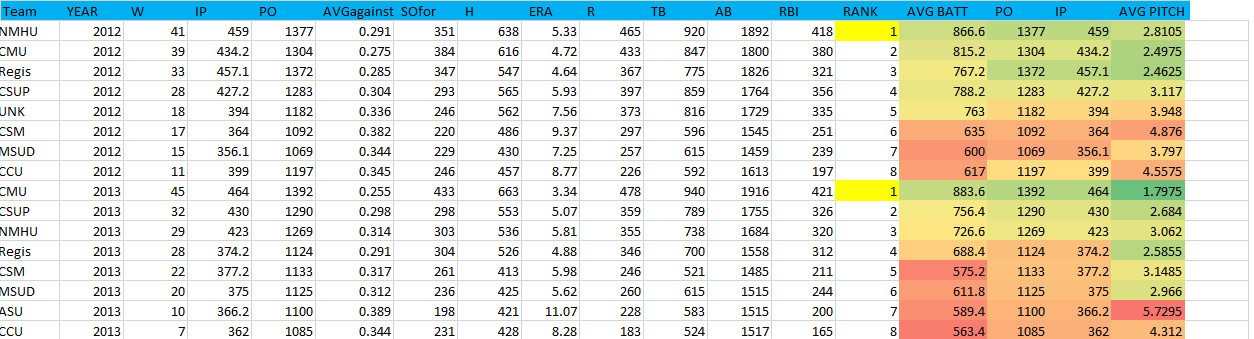 Team YEAR W IP PO AVGagainst SOfor H ERA R TB AB RBI RANK AVG BATT PO IP AVG PITCH
NMHU 2012 41 459 1377 0.291 351 638 5.33 465 920 1892 418 1 866.6 1377 459 2.8105
CMU 2012 39 434.2 1304 0.275 384 616 4.72 433 847 1800 380 2 815.2 1304 434.2 2.4975
Regis 2012 33 457.1 1372 0.285 347 547 4.64 367 775 1826 321 3 767.2 1372 457.1 2.4625
CSUP 2012 28 427.2 1283 0.304 293 565 5.93 397 859 1764 356 4 788.2 1283 427.2 3.117
UNK 2012 18 394 1182 0.336 246 562 7.56 373 816 1729 335 5 763 1182 394 3.948
CSM 2012 17 364 1092 0.382 220 486 9.37 297 596 1545 251 6 635 1092 364 4.876
MSUD 2012 15 356.1 1069 0.344 229 430 7.25 257 615 1459 239 7 600 1069 356.1 3.797
CCU 2012 11 399 1197 0.345 246 457 8.77 226 592 1613 197 8 617 1197 399 4.5575
CMU 2013 45 464 1392 0.255 433 663 3.34 478 940 1916 421 1 883.6 1392 464 1.7975
CSUP 2013 32 430 1290 0.298 298 553 5.07 359 789 1755 326 2 756.4 1290 430 2.684
NMHU 2013 29 423 1269 0.314 303 536 5.81 355 738 1684 320 3 726.6 1269 423 3.062
Regis 2013 28 374.2 1124 0.291 304 526 4.88 346 700 1558 312 4 688.4 1124 374.2 2.5855
CSM 2013 22 377.2 1133 0.317 261 413 5.98 246 521 1485 211 5 575.2 1133 377.2 3.1485
MSUD 2013 20 375 1125 0.312 236 425 5.62 260 615 1515 244 6 611.8 1125 375 2.966
ASU 2013 10 366.2 1100 0.389 198 421 11.07 228 583 1515 200 7 589.4 1100 366.2 5.7295
CCU 2013 7 362 1085 0.344 231 428 8.28 183 524 1517 165 8 563.4 1085 362 4.312